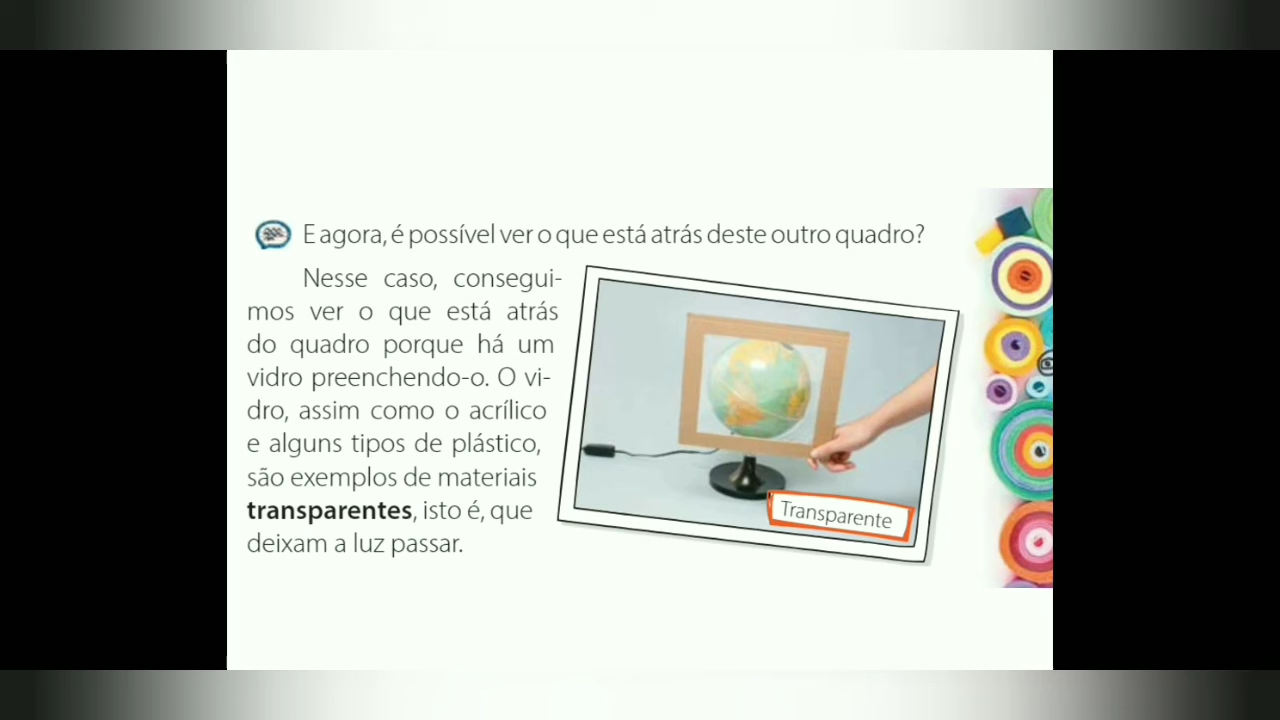 E agora, é possível ver o que está atrás deste outro quadro?
Nesse caso, consegui-
mos ver o que está atrás
do quadro porque há um
vidro preenchendo-o. O vi-
dro, assim como o acrílico
e alguns tipos de plástico,
são exemplos de materiais
transparentes, isto é, que
deixam a luz passar.
Transparente